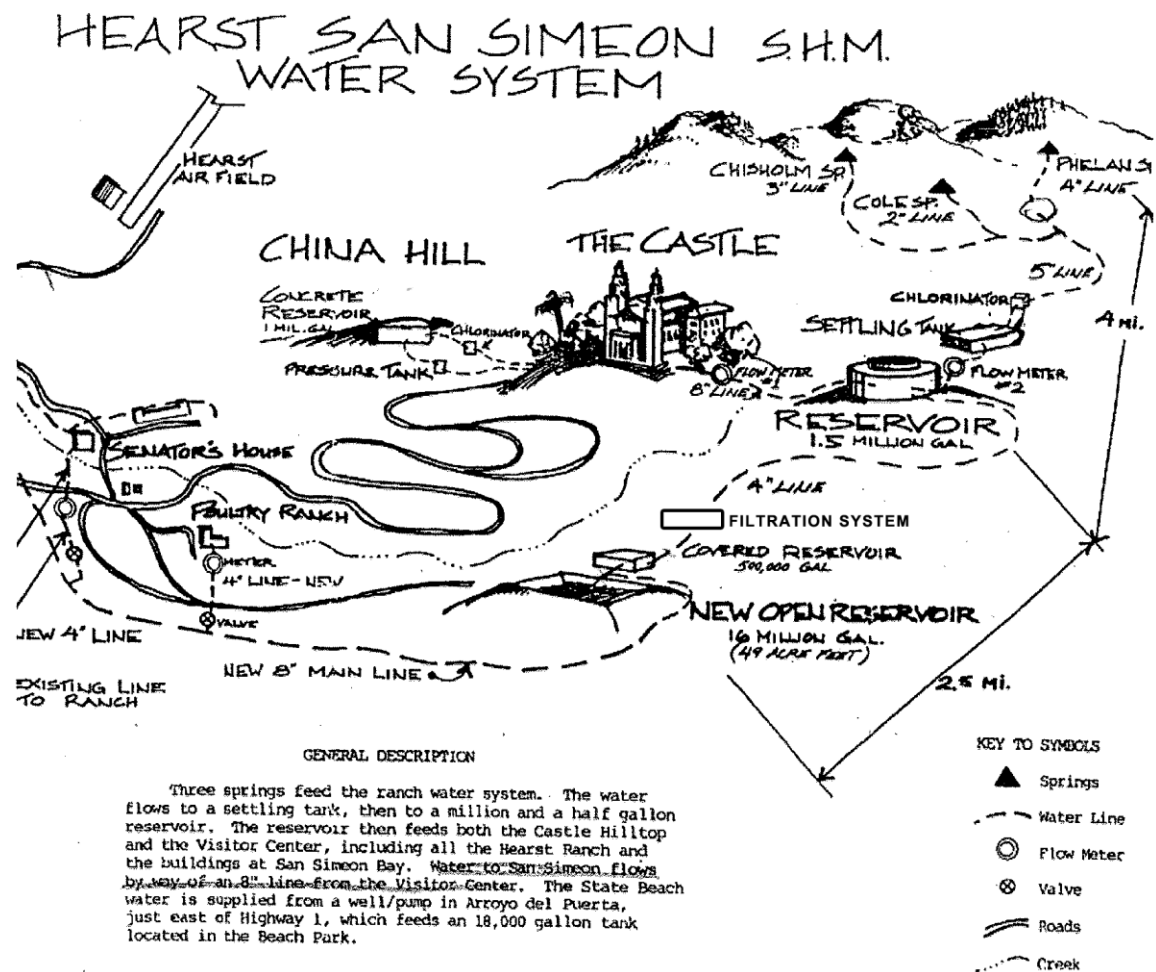 HEARST SAN SIMEON S.H.M.
WATER SYSTEM
HEARST
AIR FIELD
CHISHOLM SP.
3" LINE
PHELAN S
4" LINE
COLE SP.
2" LINE
CHINA HILL
THE CASTLE
5" LINE
CONCRETE
RESERVOIR
1 MIL. GAL
CHLORINATOR
PRESSURE TANK
CHLORINATOR
SETTLING TANK
4 MI.
FLOW METER
#1
8" LINE
FLOW METER
#2
RESERVOIR
1.5 MILLION GAL
SENATOR'S HOUSE
4" LINE
POULTRY RANCH
FILTRATION SYSTEM
COVERED RESERVOIR
500,000 GAL
METER
4" LINE-NEW
NEW OPEN RESERVOIR
16 MILLION GAL.
(49 ACRE FEET)
VALVE
NEW 4" LINE
NEW 8" MAIN LINE
EXISTING LINE
TO RANCH
2.5 MI.
GENERAL DESCRIPTION
Three springs feed the ranch water system. The water
flows to a settling tank, then to a million and a half gallon
reservoir. The reservoir then feeds both the Castle Hilltop
and the Visitor Center, including all the Hearst Ranch and
the buildings at San Simeon Bay. Water to San Simeon flows
by way of an 8" line from the Visitor Center. The State Beach
water is supplied from a well/pump in Arroyo del Puerta,
just east of Highway 1, which feeds an 18,000 gallon tank
located in the Beach Park.
KEY TO SYMBOLS
Springs
Water Line
Flow Meter
Valve
Roads
Creek